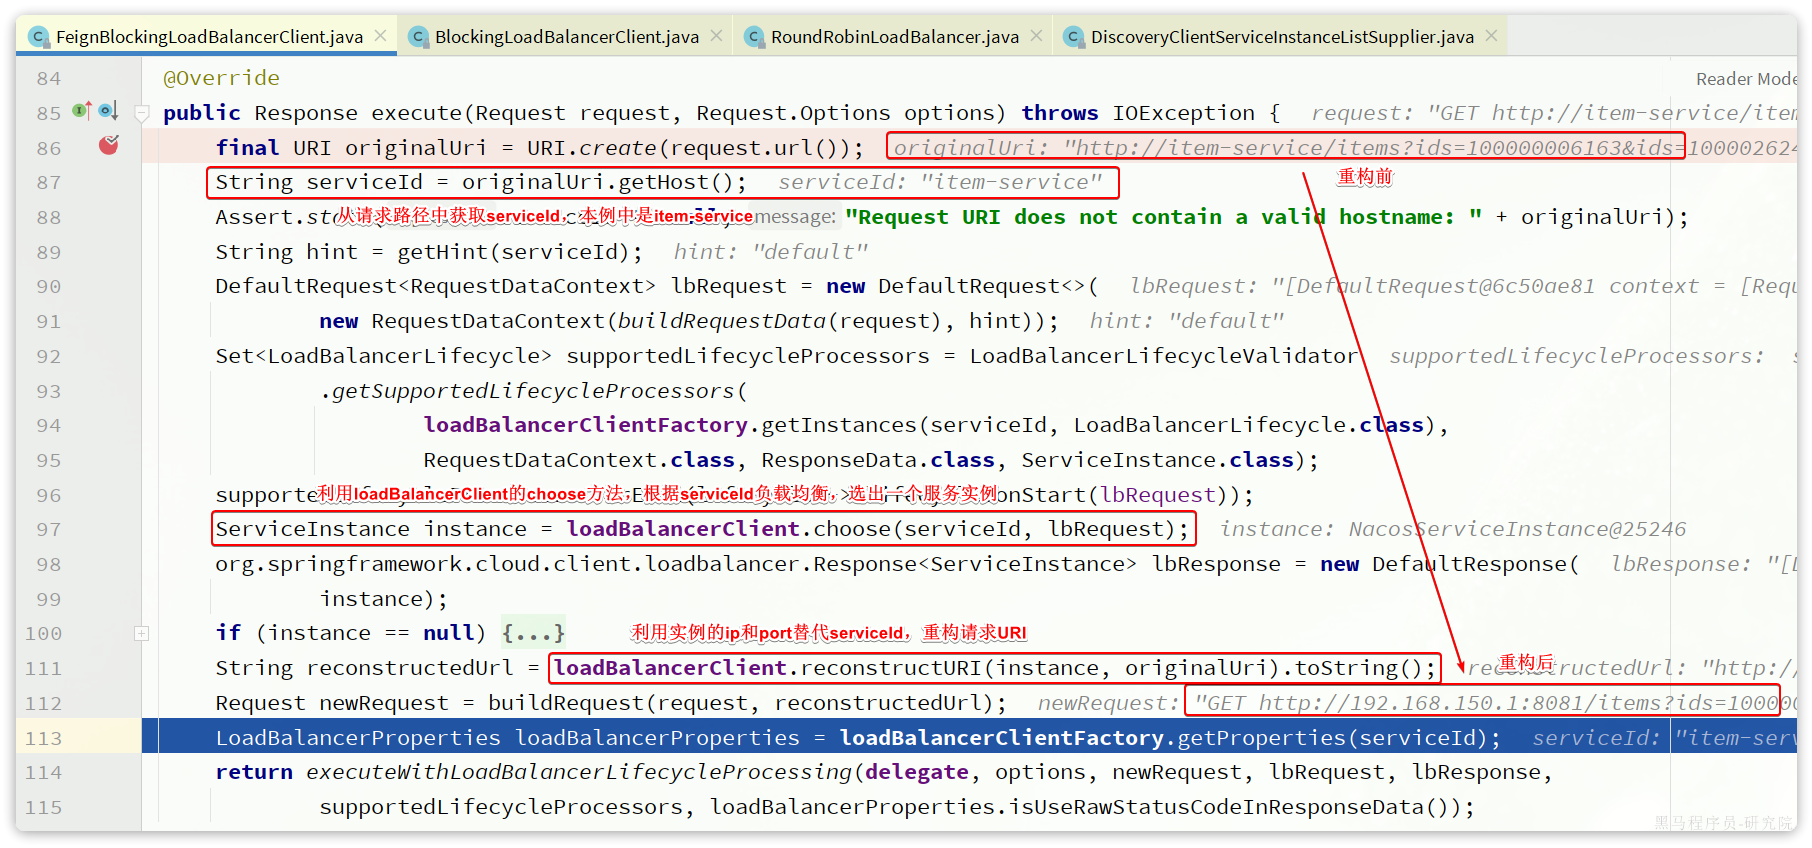 FeignBlockingLoadBalancerClient.java BlockingLoadBalancerClient.java RoundRobinLoadBalancer.java DiscoveryClientServiceInstanceListSupplier.java
84 @Override Reader Mode
85 public Response execute(Request request, Request.Options options) throws IOException { request: "GET http://item-service/item
86 final URI originalUri = URI.create(request.url()); originalUri: "http://item-service/items?ids=100000006163&ids=10000262
重构前
87 String serviceId = originalUri.getHost(); serviceId: "item-service"
从请求路径中获取serviceId，本例中是item-service
88 Assert. message: "Request URI does not contain a valid hostname: " + originalUri);
89 String hint = getHint(serviceId); hint: "default"
90 DefaultRequest<RequestDataContext> lbRequest = new DefaultRequest<>( lbRequest: "[DefaultRequest@6c50ae81 context = [Requ
91 new RequestDataContext(buildRequestData(request), hint)); hint: "default"
92 Set<LoadBalancerLifecycle> supportedLifecycleProcessors = LoadBalancerLifecycleValidator supportedLifecycleProcessors:
93 .getSupportedLifecycleProcessors(
94 loadBalancerClientFactory.getInstances(serviceId, LoadBalancerLifecycle.class),
95 RequestDataContext.class, ResponseData.class, ServiceInstance.class);
利用loadBalancerClient的choose方法，根据serviceId负载均衡，选出一个服务实例
96 onStart(lbRequest));
97 ServiceInstance instance = loadBalancerClient.choose(serviceId, lbRequest); instance: NacosServiceInstance@25246
98 org.springframework.cloud.client.loadbalancer.Response<ServiceInstance> lbResponse = new DefaultResponse( lbResponse: "[D
99 instance);
100 if (instance == null) {...}
利用实例的ip和port替代serviceId，重构请求URI
111 String reconstructedUrl = loadBalancerClient.reconstructURI(instance, originalUri).toString(); reconstructedUrl: "http://
重构后
112 Request newRequest = buildRequest(request, reconstructedUrl); newRequest: "GET http://192.168.150.1:8081/items?ids=10000
113 LoadBalancerProperties loadBalancerProperties = loadBalancerClientFactory.getProperties(serviceId); serviceId: "item-serv
114 return executeWithLoadBalancerLifecycleProcessing(delegate, options, newRequest, lbRequest, lbResponse,
115 supportedLifecycleProcessors, loadBalancerProperties.isUseRawStatusCodeInResponseData());
黑马程序员-研究院